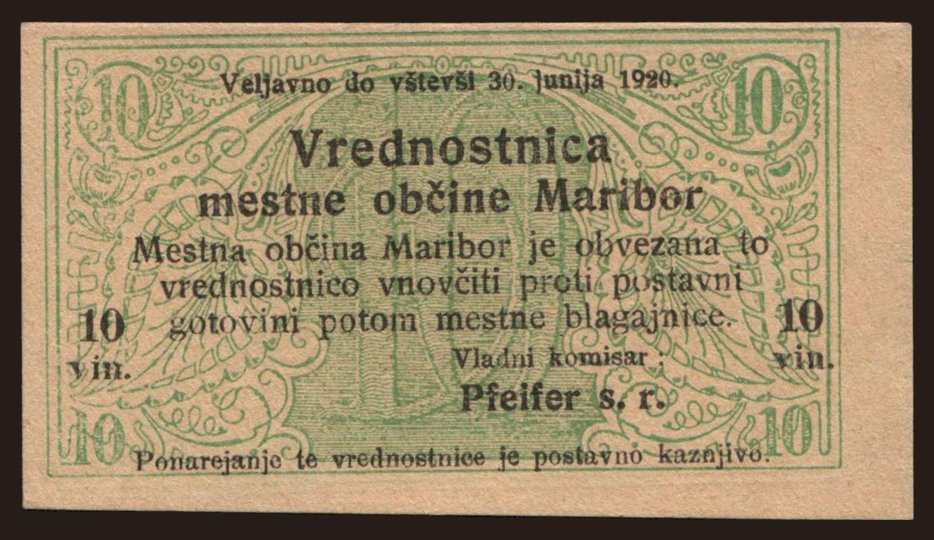 10
10
Veljavno do vštevši 30. junija 1920.
Vrednostnica
mestne občine Maribor
Mestna občina Maribor je obvezana to
vrednostnico vnovčiti proti postavni
gotovini potom mestne blagajnice.
10
vin.
10
vin.
Vladni komisar:
Pfeifer s. r.
10
10
10
Ponarejanje te vrednostnice je postavno kaznjivo.